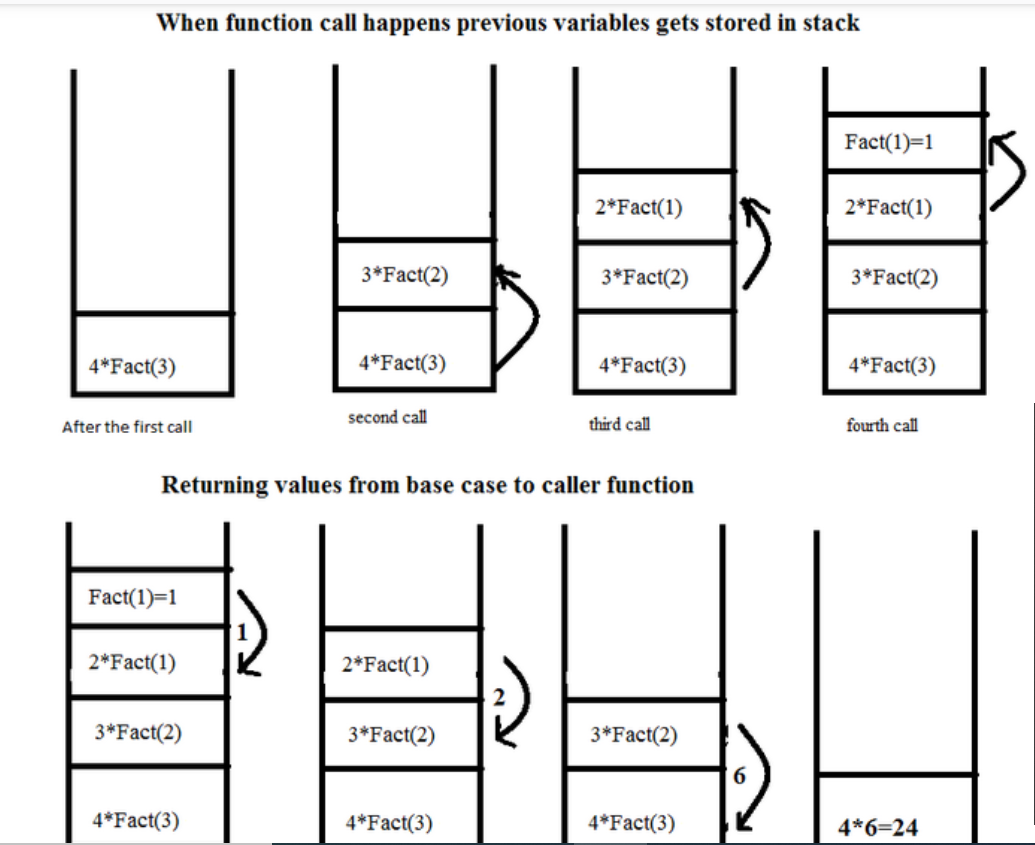 When function call happens previous variables gets stored in stack
Fact(1)=1
2*Fact(1)
2*Fact(1)
3*Fact(2)
3*Fact(2)
3*Fact(2)
4*Fact(3)
4*Fact(3)
4*Fact(3)
4*Fact(3)
After the first call
second call
third call
fourth call
Returning values from base case to caller function
Fact(1)=1
1
2*Fact(1)
2*Fact(1)
2
3*Fact(2)
3*Fact(2)
3*Fact(2)
6
4*Fact(3)
4*Fact(3)
4*Fact(3)
4*6=24